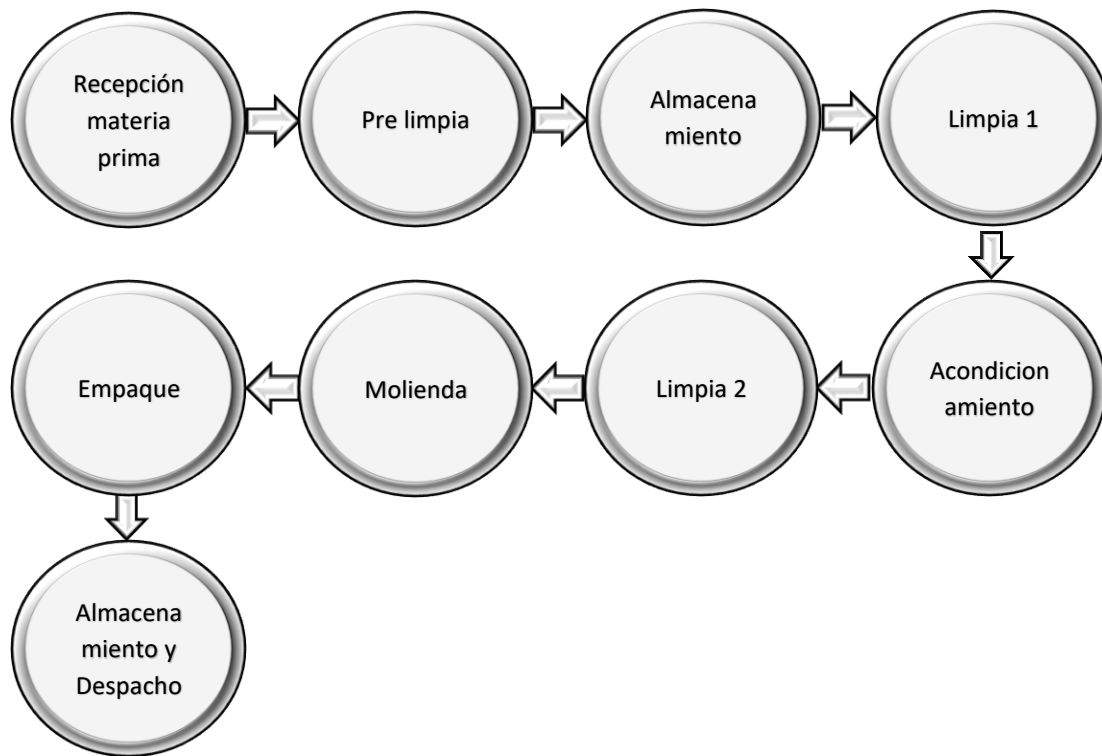 Recepción
materia
prima
Pre limpia
Almacena
miento
Limpia 1
Acondicion
amiento
Limpia 2
Molienda
Empaque
Almacena
miento y
Despacho